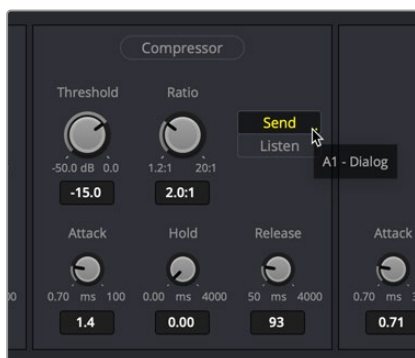 Compressor
Threshold Ratio
Send
Listen
A1 - Dialog
-50.0 dB 0.0 1.2:1 20:1
-15.0 2.0:1
Attack Hold Release Attack
00 0.70 ms 100 0.00 ms 4000 50 ms 4000 0.70 ms
1.4 0.00 93 0.71